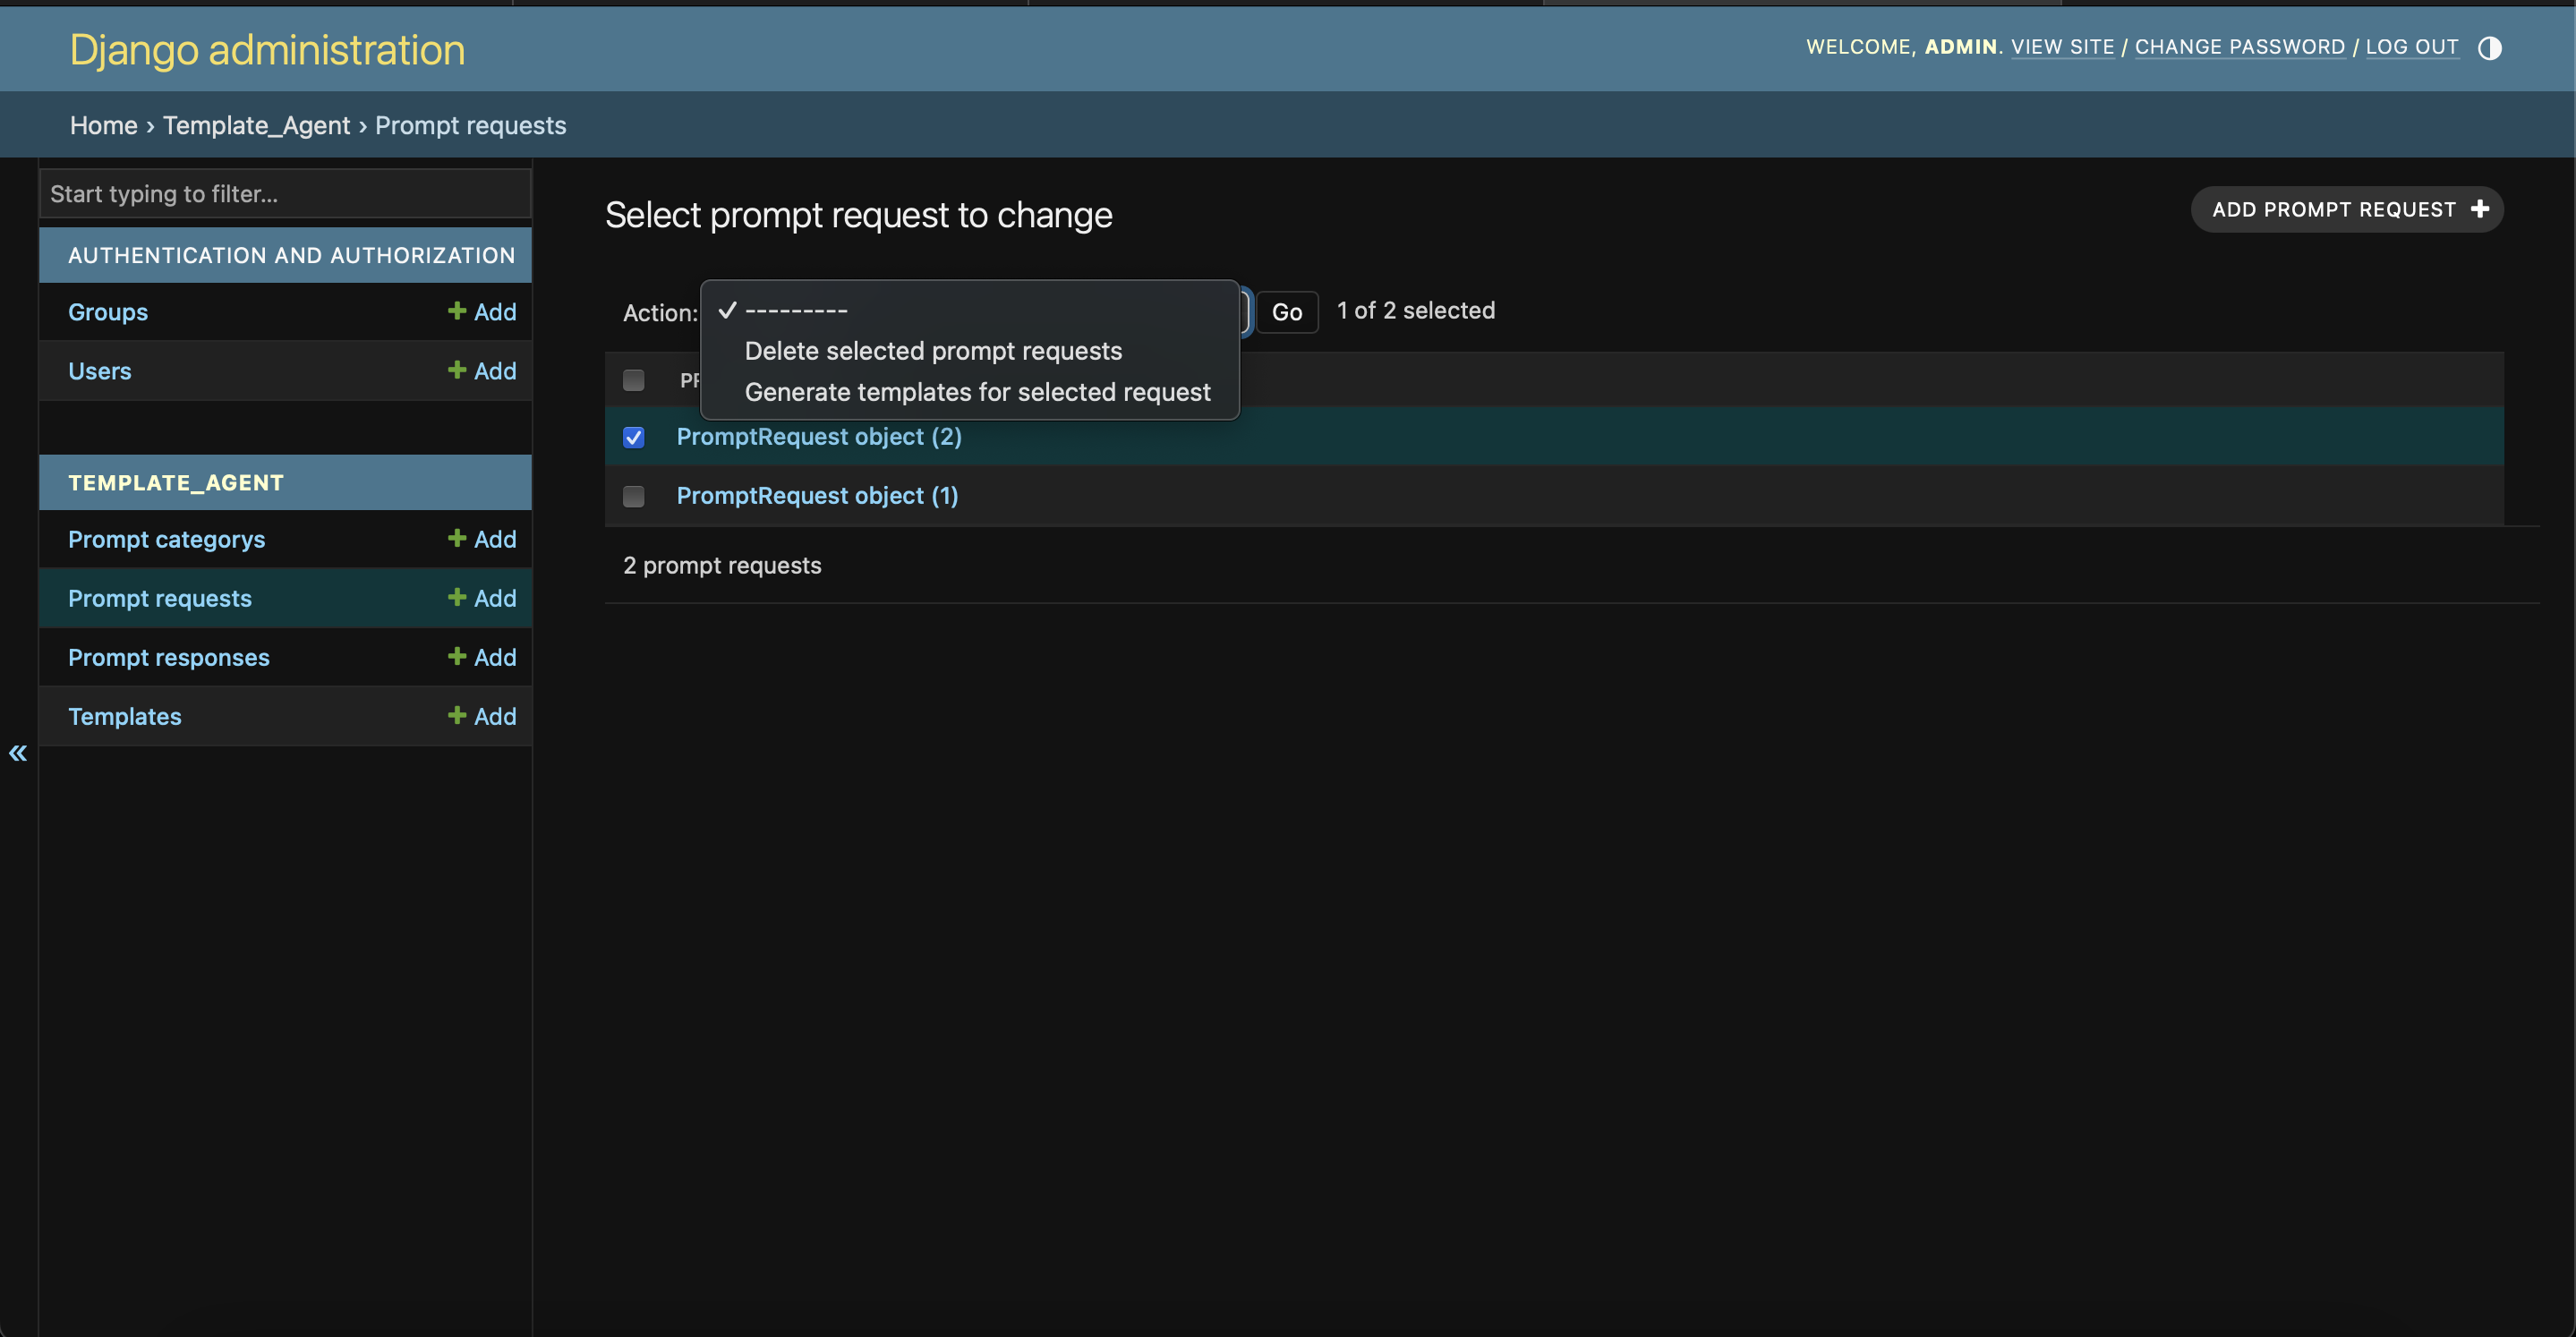 Django administration
WELCOME, ADMIN. VIEW SITE / CHANGE PASSWORD / LOG OUT
Home › Template_Agent › Prompt requests
Start typing to filter...
AUTHENTICATION AND AUTHORIZATION
Groups + Add
Users + Add
TEMPLATE_AGENT
Prompt categorys + Add
Prompt requests + Add
Prompt responses + Add
Templates + Add
«
Select prompt request to change
ADD PROMPT REQUEST +
Action:
✓ ---------
Delete selected prompt requests
Generate templates for selected request
Go
1 of 2 selected
PromptRequest object (2)
PromptRequest object (1)
2 prompt requests